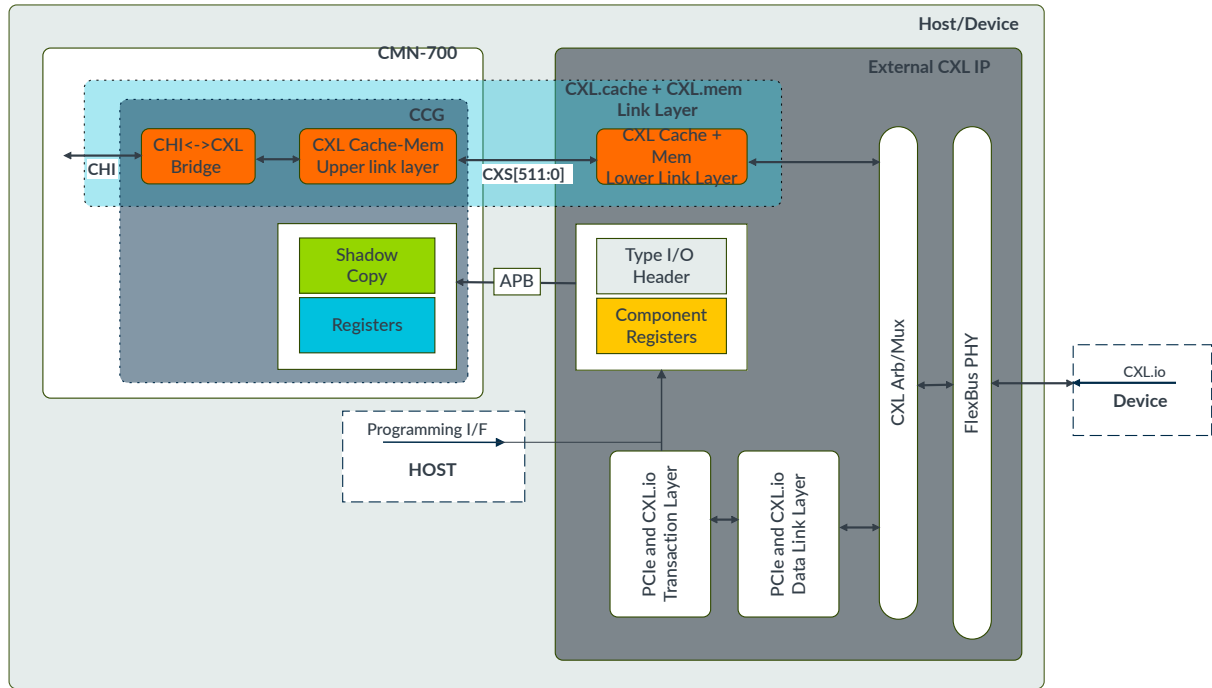 Host/Device
CMN-700
External CXL IP
CXL.cache + CXL.mem
Link Layer
CCG
CHI
CHI<->CXL
Bridge
CXL Cache-Mem
Upper link layer
CXS[511:0]
CXL Cache +
Mem
Lower Link Layer
Shadow
Copy
Registers
APB
Type I/O
Header
Component
Registers
CXL Arb/Mux
FlexBus PHY
CXL.io
Device
Programming I/F
HOST
PCIe and CXL.io
Transaction Layer
PCIe and CXL.io
Data Link Layer